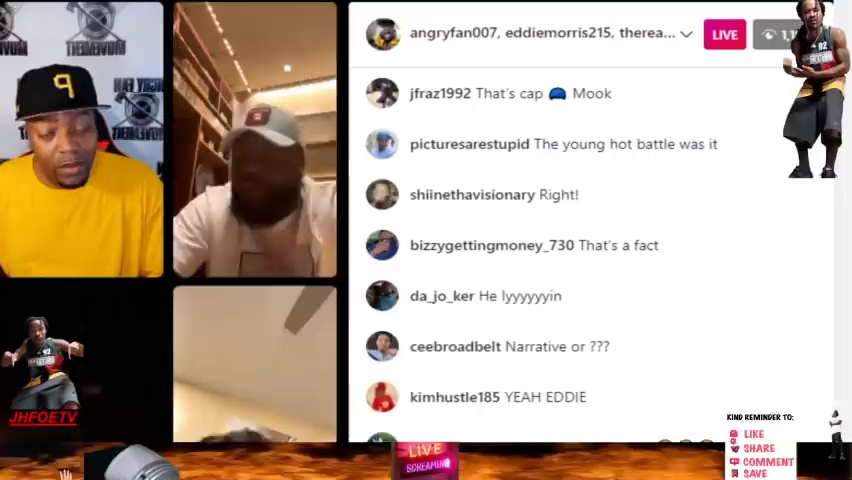 angryfan007, eddiemorris215, therea...
LIVE
jfraz1992 That's cap 🧢 Mook
picturesarestupid The young hot battle was it
shiinethavisionary Right!
bizzygettingmoney_730 That's a fact
da_jo_ker He lyyyyyyin
ceebroadbelt Narrative or ???
kimhustle185 YEAH EDDIE
JHFOETV
92
LIVE
KIND REMINDER TO:
LIKE
SHARE
COMMENT
SAVE